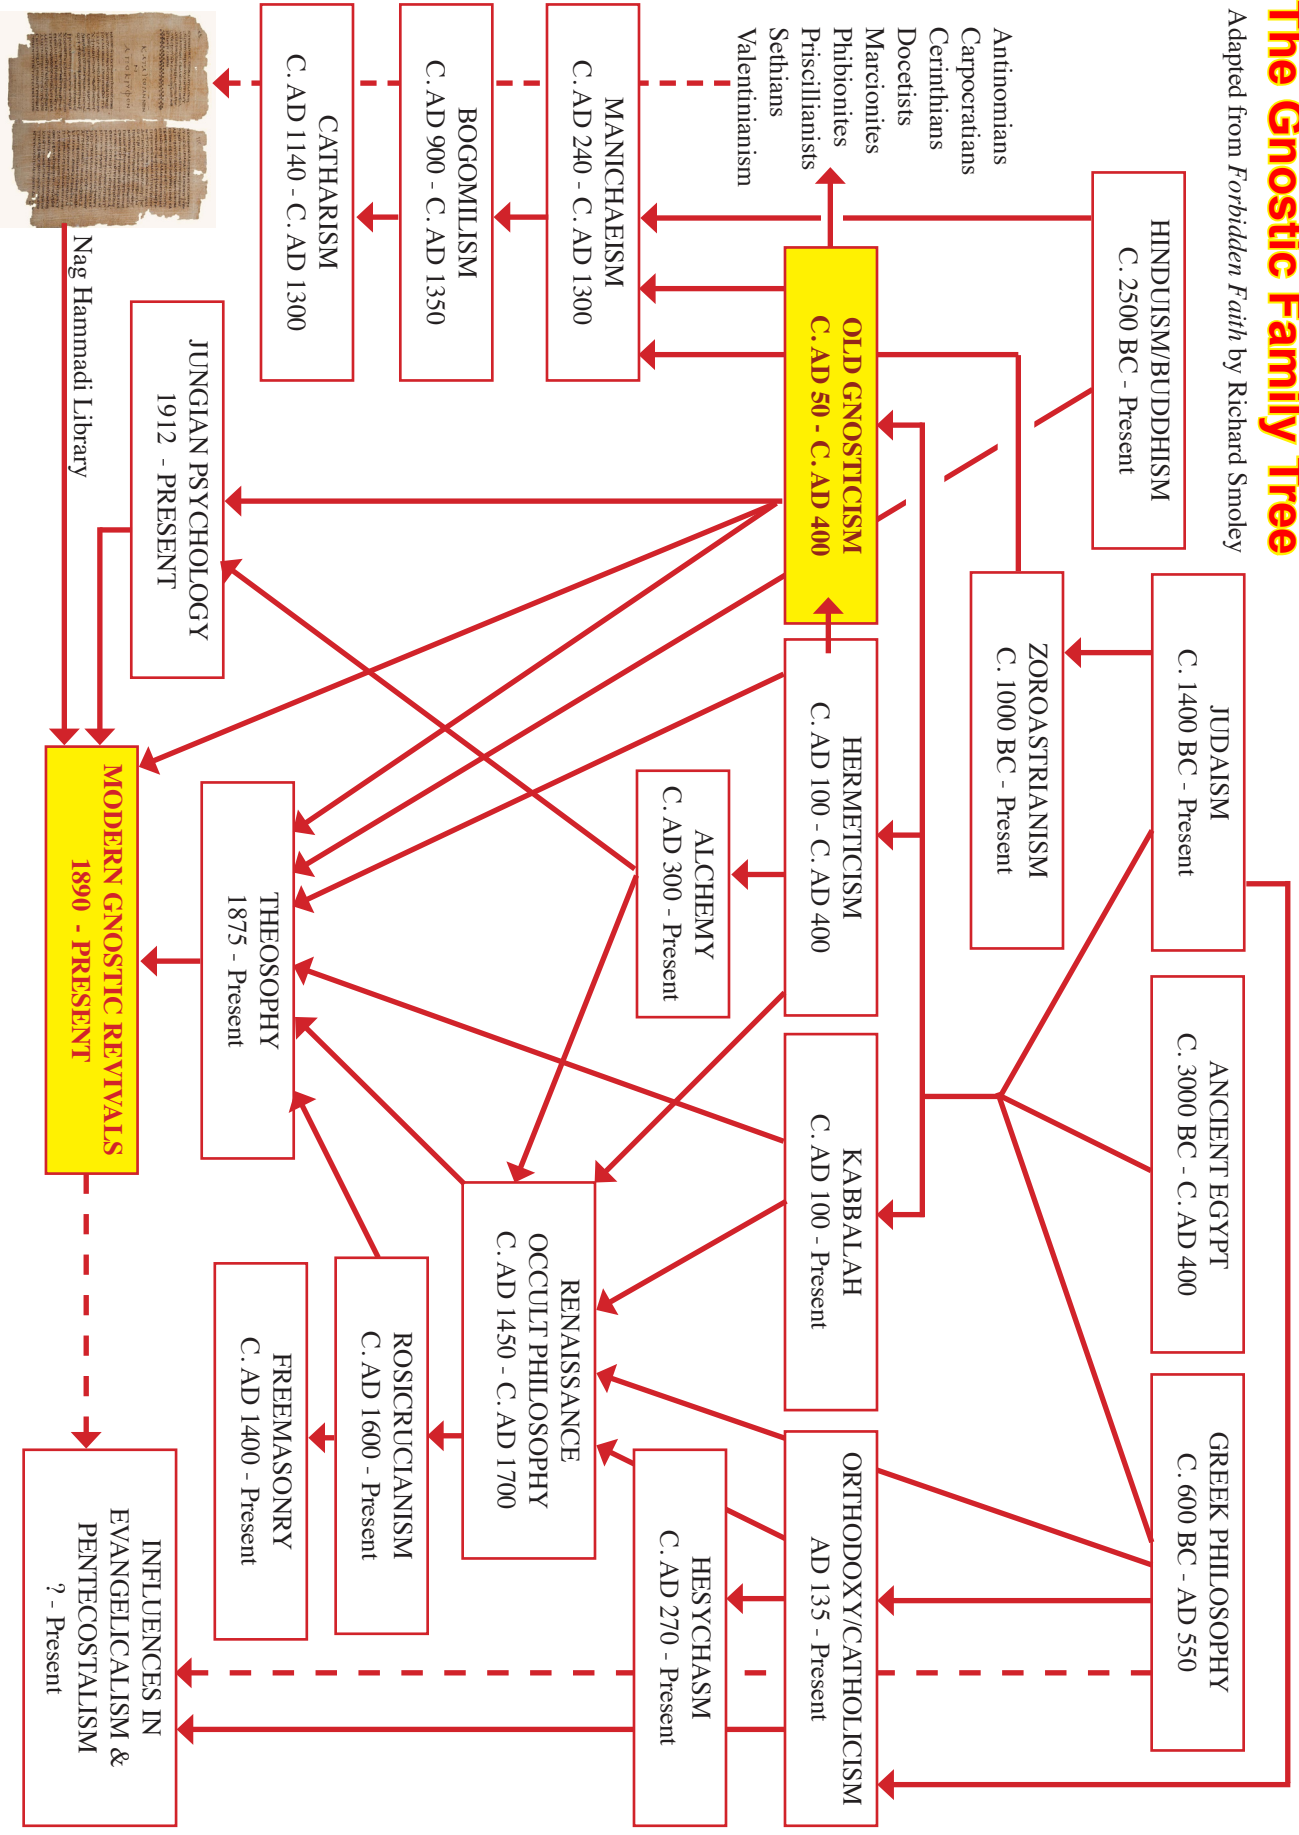 The Gnostic Family Tree
Adapted from Forbidden Faith by Richard Smoley
HINDUISM/BUDDHISM
C. 2500 BC - Present
JUDAISM
C. 1400 BC - Present
ANCIENT EGYPT
C. 3000 BC - C. AD 400
GREEK PHILOSOPHY
C. 600 BC - AD 550
ZOROASTRIANISM
C. 1000 BC - Present
Antinomians
Carpocratians
Cerinthians
Docetists
Marcionites
Phibionites
Priscillianists
Sethians
Valentinianism
OLD GNOSTICISM
C. AD 50 - C. AD 400
HERMETICISM
C. AD 100 - C. AD 400
KABBALAH
C. AD 100 - Present
ORTHODOXY/CATHOLICISM
AD 135 - Present
MANICHAEISM
C. AD 240 - C. AD 1300
ALCHEMY
C. AD 300 - Present
HESYCHASM
C. AD 270 - Present
BOGOMILISM
C. AD 900 - C. AD 1350
RENAISSANCE
OCCULT PHILOSOPHY
C. AD 1450 - C. AD 1700
CATHARISM
C. AD 1140 - C. AD 1300
ROSICRUCIANISM
C. AD 1600 - Present
JUNGIAN PSYCHOLOGY
1912 - PRESENT
THEOSOPHY
1875 - Present
FREEMASONRY
C. AD 1400 - Present
Nag Hammadi Library
MODERN GNOSTIC REVIVALS
1890 - PRESENT
INFLUENCES IN
EVANGELICALISM &
PENTECOSTALISM
? - Present